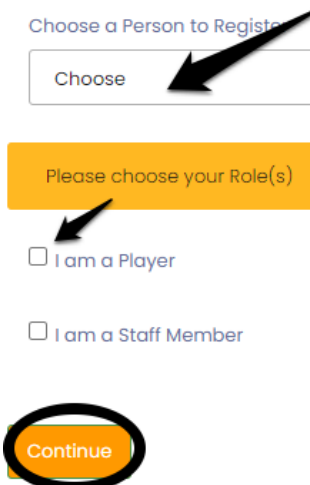 Choose a Person to Register
Choose
Please choose your Role(s)
I am a Player
I am a Staff Member
Continue